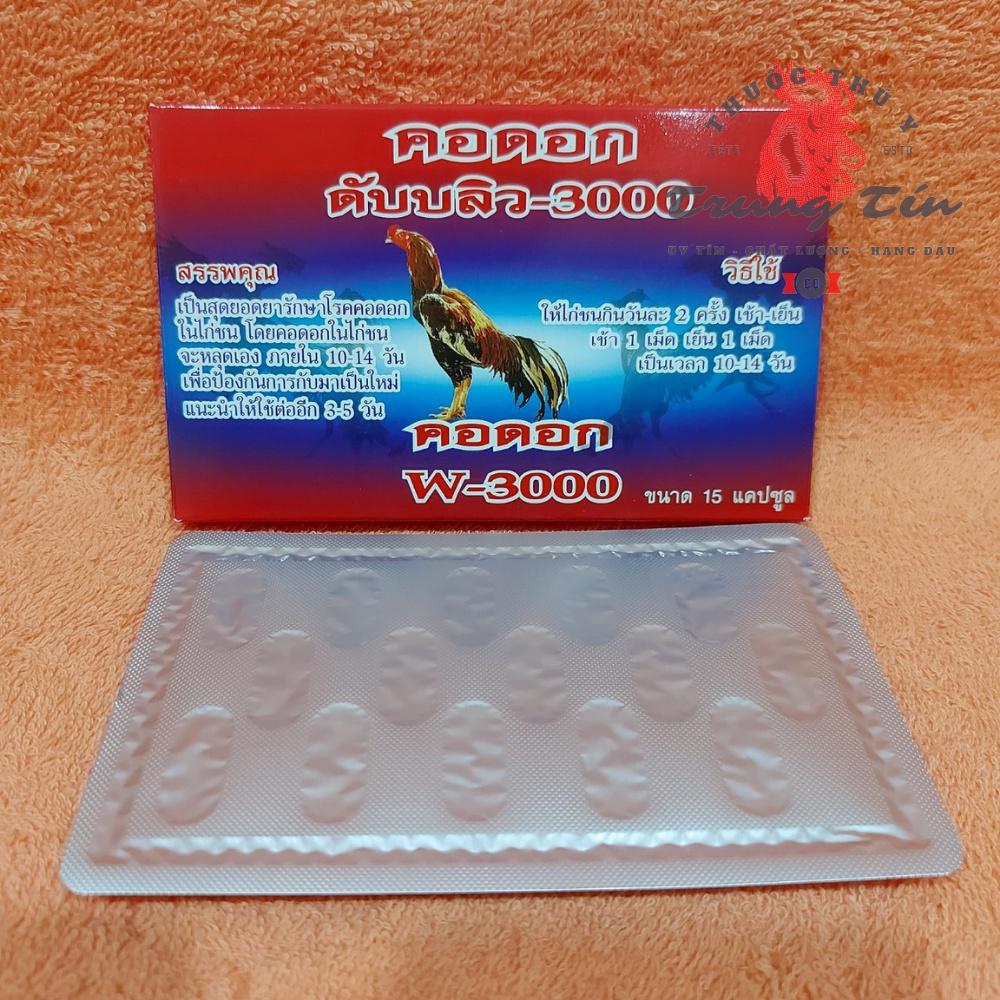 คอดอก
ดับบลิว-3000
สรรพคุณ
เป็นสุดยอดยารักษาโรคคอดอก
ในไก่ชน โดยคอดอกในไก่ชน
จะหลุดเอง ภายใน 10-14 วัน
เพื่อป้องกันการกับมาเป็นใหม่
แนะนำให้ใช้ต่ออีก 3-5 วัน
วิธีใช้
ให้ไก่ชนกินวันละ 2 ครั้ง เช้า-เย็น
เช้า 1 เม็ด เย็น 1 เม็ด
เป็นเวลา 10-14 วัน
คอดอก
W-3000
ขนาด 15 แคปซูล
THUỐC THU Y
ESTD
Trung Tín
UY TÍN - CHẤT LƯỢNG - HÀNG ĐẦU
CO